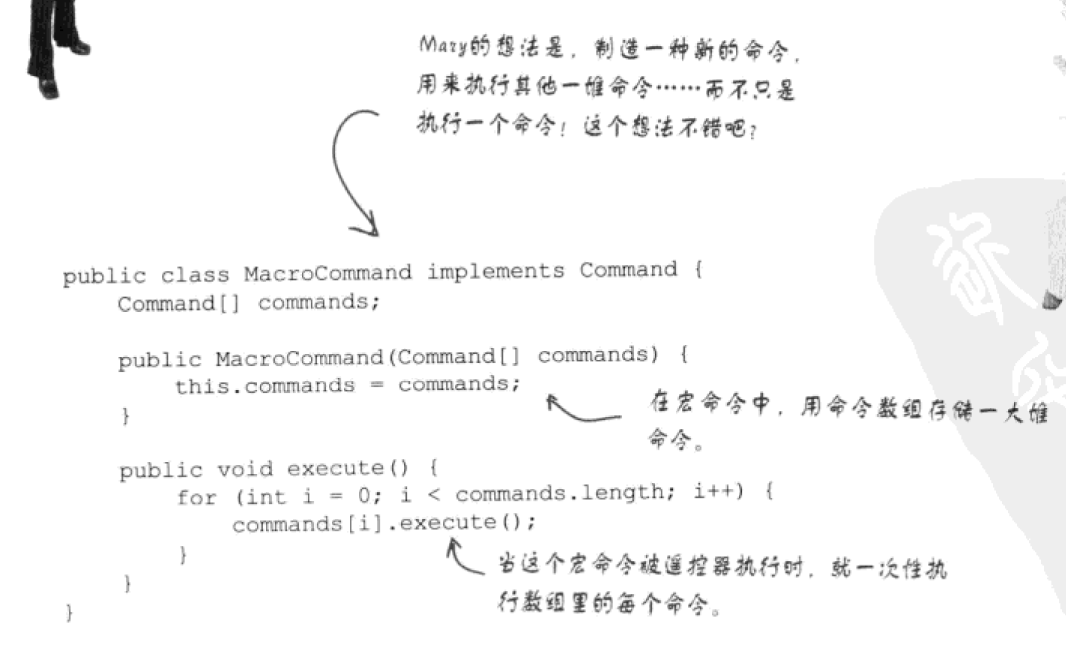 Mary的想法是，制造一种新的命令，
用来执行其他一堆命令……而不只是
执行一个命令！这个想法不错吧？
public class MacroCommand implements Command {
    Command[] commands;
    public MacroCommand(Command[] commands) {
        this.commands = commands;
    }
在宏命令中，用命令数组存储一大堆
命令。
    public void execute() {
        for (int i = 0; i < commands.length; i++) {
            commands[i].execute();
        }
    }
}
当这个宏命令被遥控器执行时，就一次性执
行数组里的每个命令。